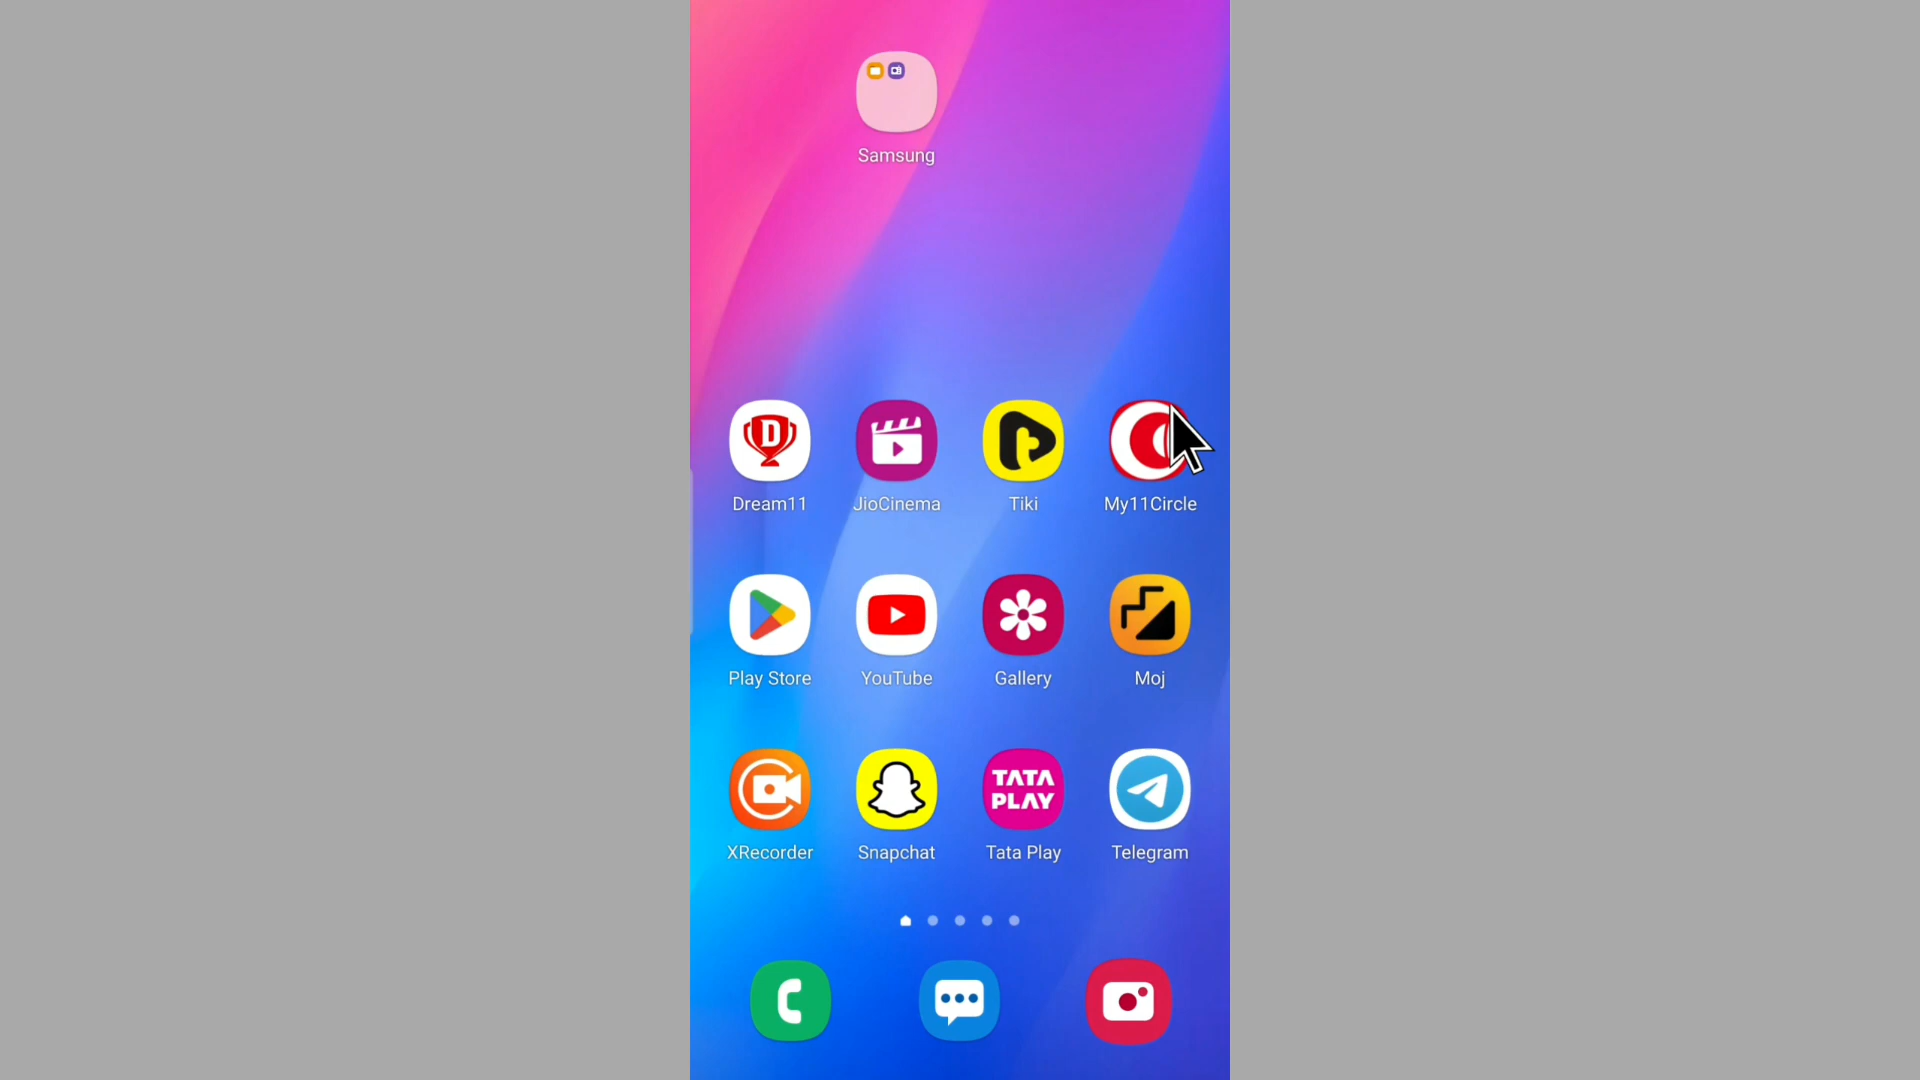 Samsung
D
Dream11
JioCinema
Tiki
My11Circle
Play Store
YouTube
Gallery
Moj
TATA
PLAY
XRecorder
Snapchat
Tata Play
Telegram